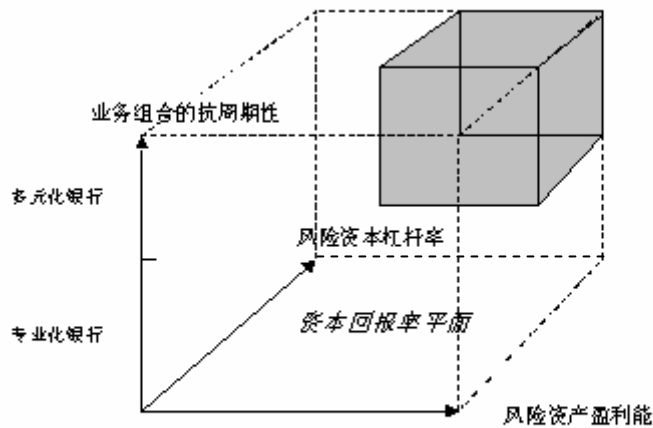 业务组合的抗周期性
多元化银行
风险资本杠杆率
资本回报率平面
专业化银行
风险资产盈利能